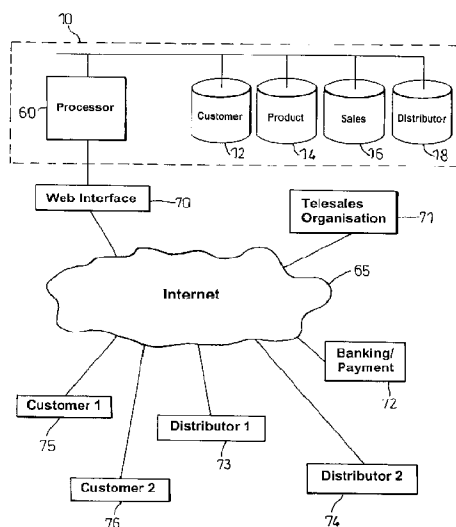 10
60
Processor
Customer
Product
Sales
Distributor
12
14
16
18
Web Interface
70
Telesales
Organisation
71
65
Internet
Banking/
Payment
72
Customer 1
75
Distributor 1
73
Customer 2
76
Distributor 2
74